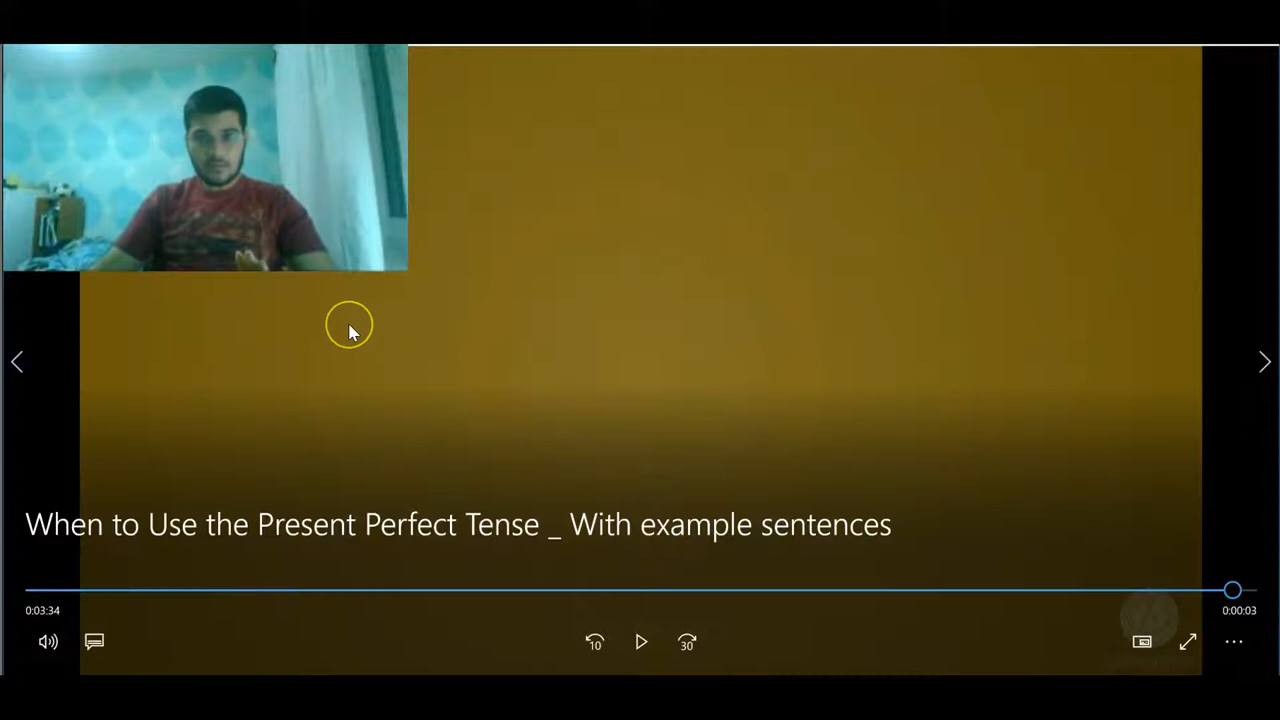 When to Use the Present Perfect Tense _ With example sentences
0:03:34
0:00:03
10
30